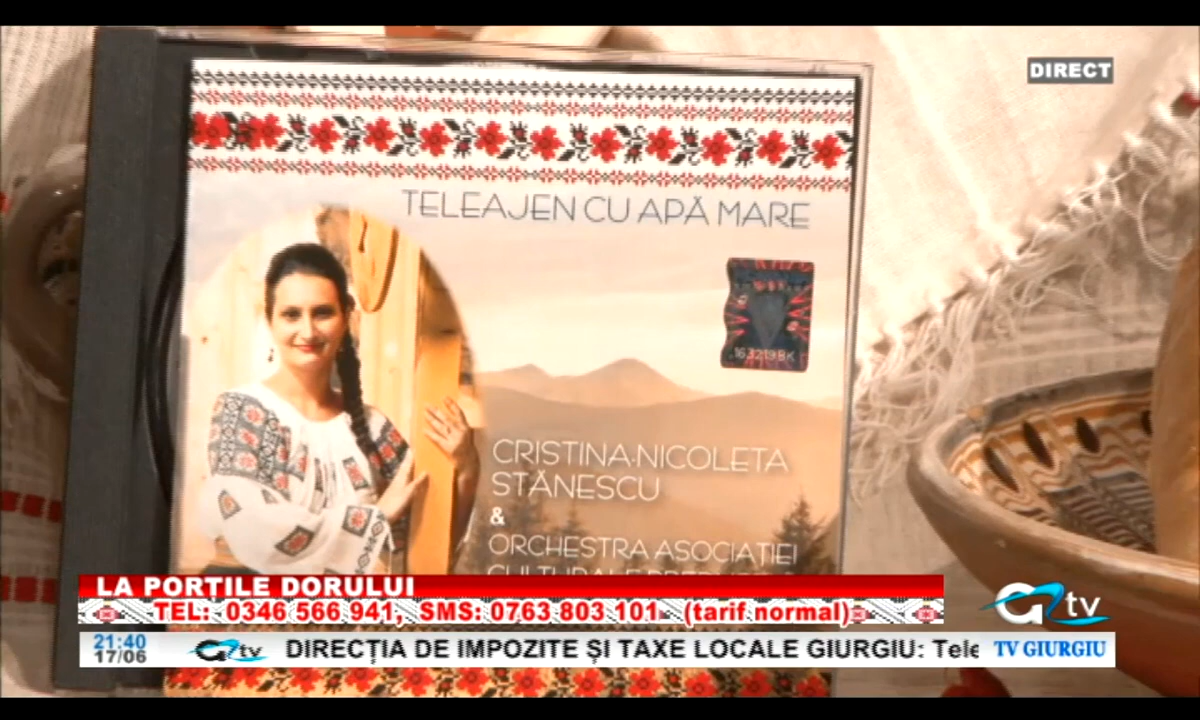 DIRECT
TELEAJEN CU APĂ MARE
163219BK
CRISTINA-NICOLETA
STĂNESCU
&
ORCHESTRA ASOCIAȚIEI
LA PORȚILE DORULUI
TEL: 0346 566 941, SMS: 0763 803 101 (tarif normal)
G tv
21:40
17/06
G tv DIRECȚIA DE IMPOZITE ȘI TAXE LOCALE GIURGIU: Tele
TV GIURGIU